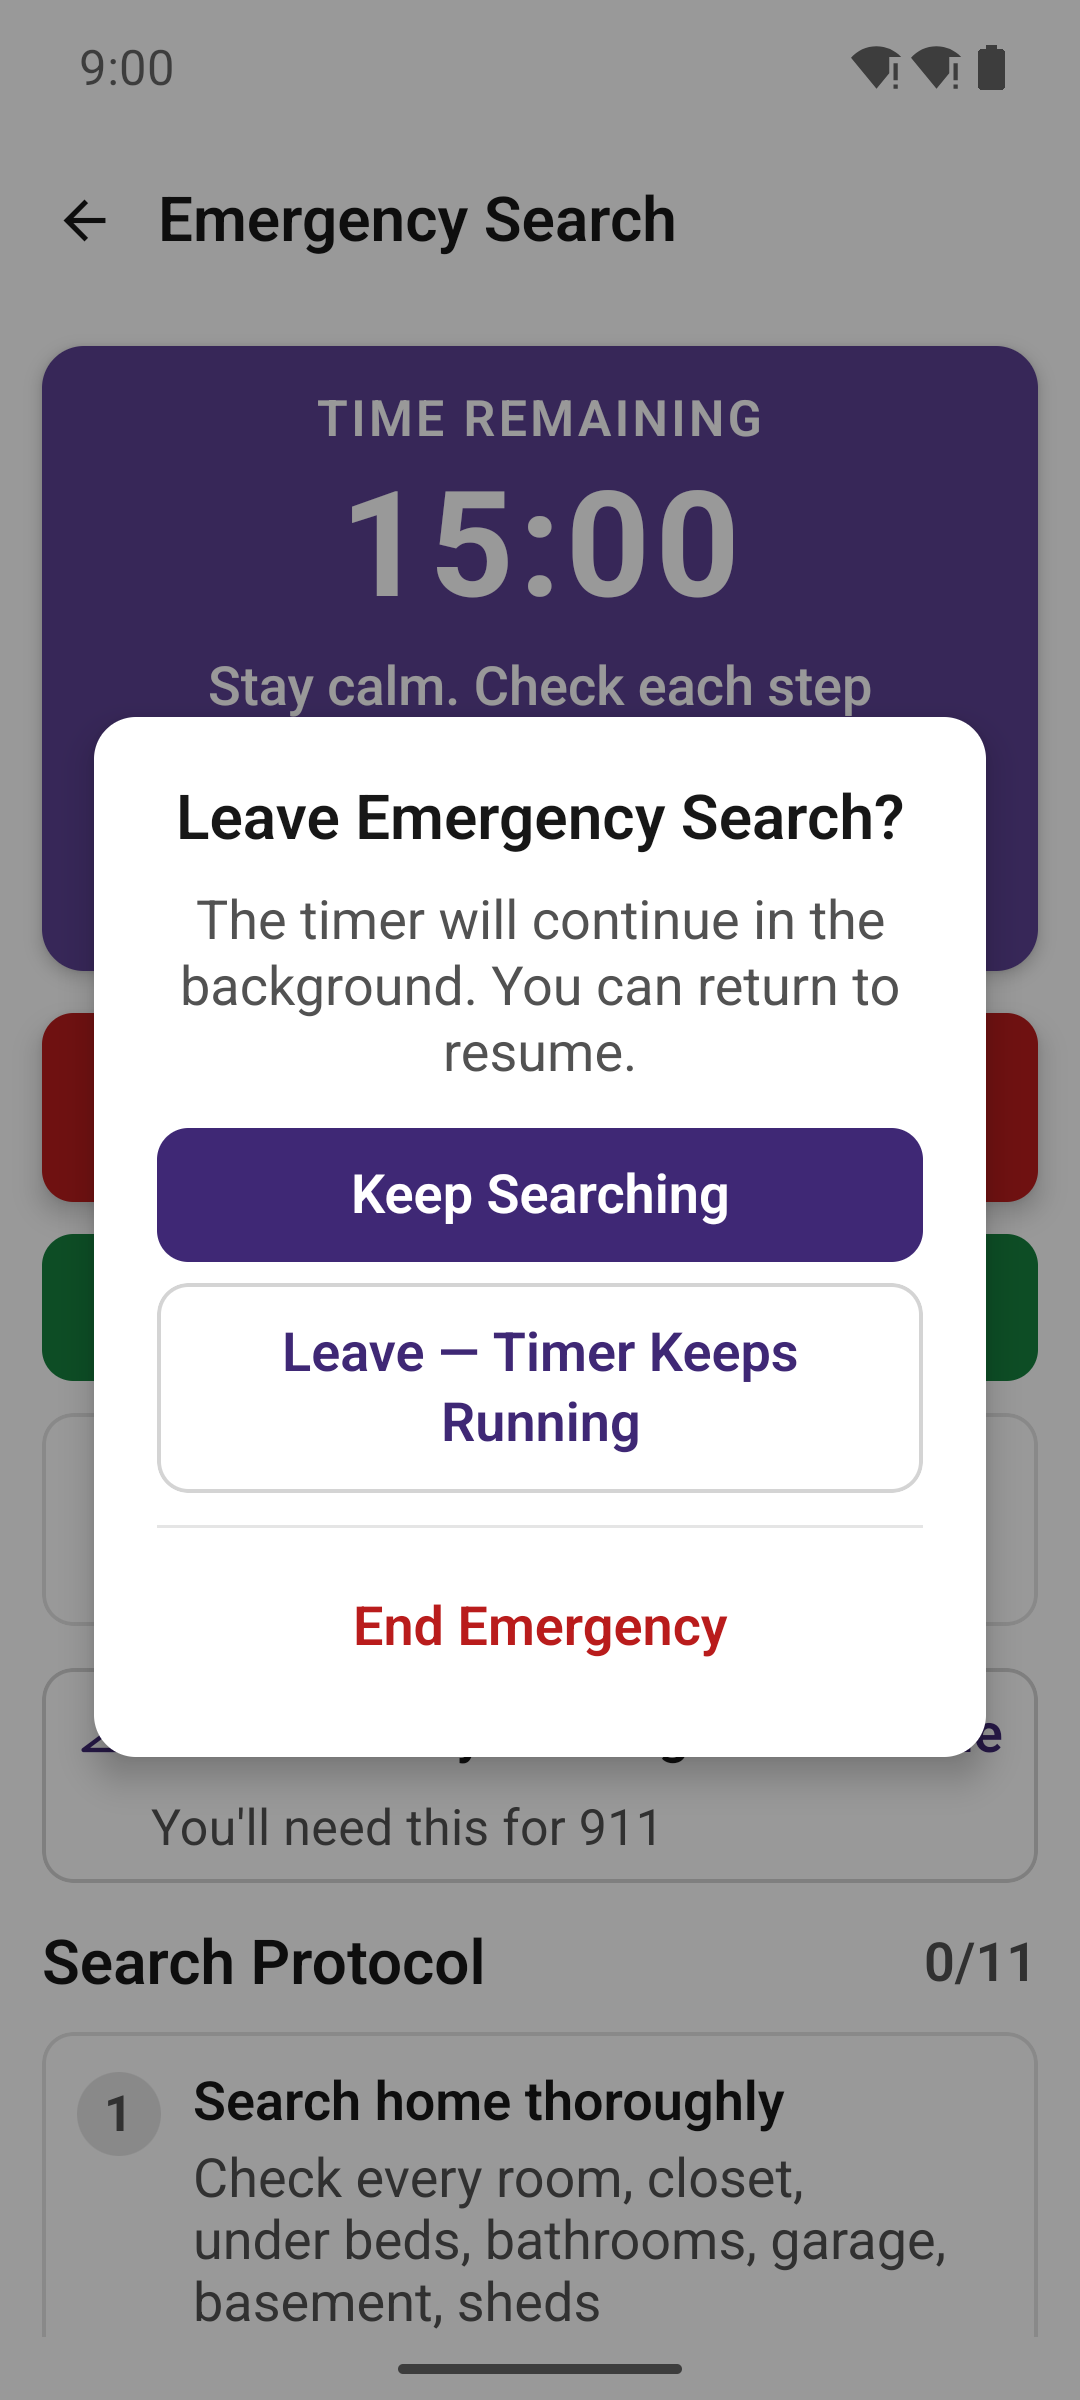 9:00
Emergency Search
TIME REMAINING
15:00
Stay calm. Check each step
Leave Emergency Search?
The timer will continue in the
background. You can return to
resume.
Keep Searching
Leave — Timer Keeps
Running
End Emergency
You'll need this for 911
Search Protocol
0/11
1
Search home thoroughly
Check every room, closet,
under beds, bathrooms, garage,
basement, sheds